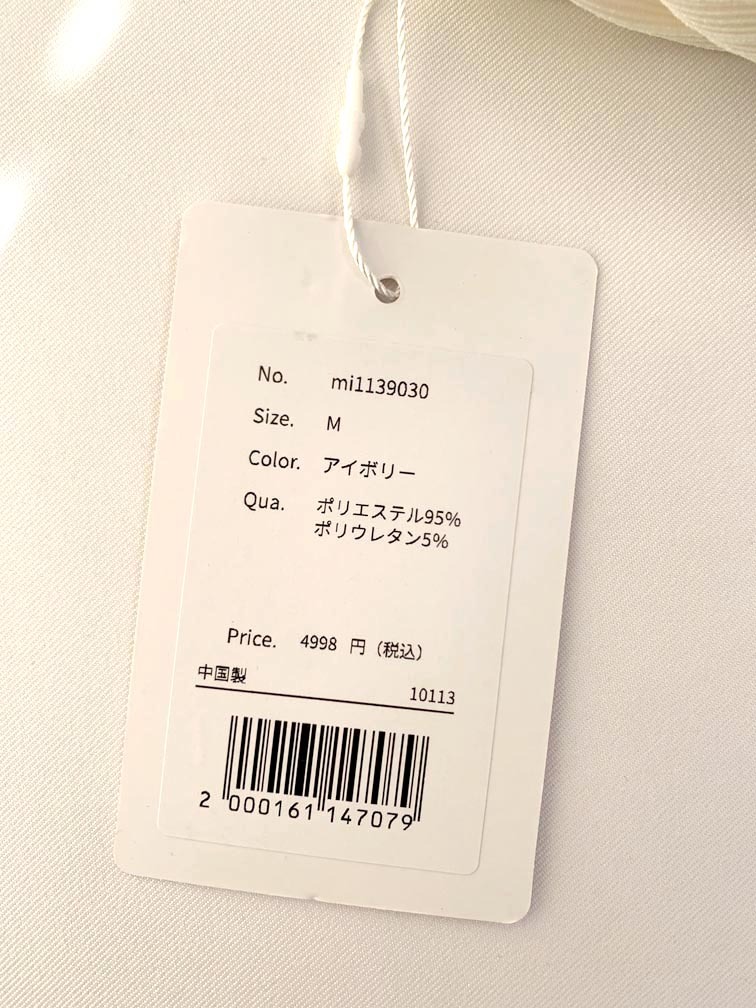 No. mi1139030
Size. M
Color. アイボリー
Qua. ポリエステル95%
ポリウレタン5%
Price. 4998 円（税込）
中国製
10113
2 000161 147079